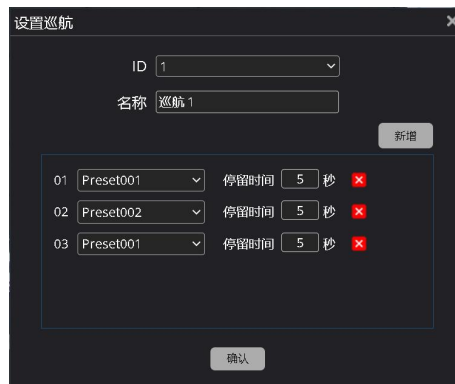 设置巡航
ID 1
名称 巡航 1
新增
01 Preset001 停留时间 5 秒
02 Preset002 停留时间 5 秒
03 Preset001 停留时间 5 秒
确认